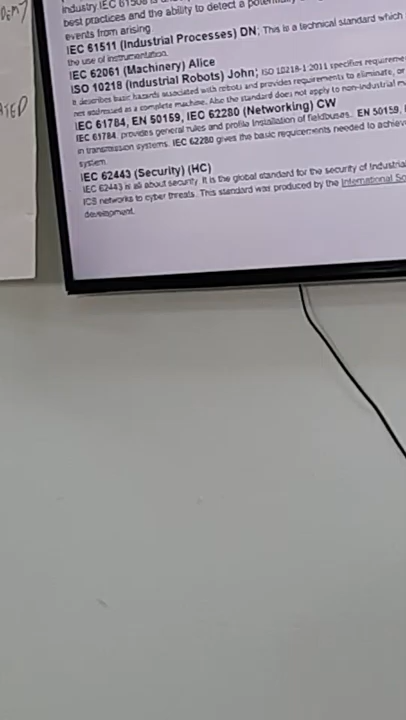 industry IEC 61508 is
best practices and the ability to detect a potentially
events from arising
IEC 61511 (Industrial Processes) DN; This is a technical standard which
the use of instrumentation.
IEC 62061 (Machinery) Alice
ISO 10218 (Industrial Robots) John; ISO 10218-1:2011 specifies requireme
It describes basic hazards associated with robots and provides requirements to eliminate, or
not addressed as a complete machine. Also the standard does not apply to non-industrial
IEC 61784, EN 50159, IEC 62280 (Networking) CW
IEC 61784 provides general rules and profile Installation of fieldbuses. EN 50159,
in transmission systems. IEC 62280 gives the basic requirements needed to achiev
system.
IEC 62443 (Security) (HC)
IEC 62443 is all about security. It is the global standard for the security of Industria
ICS networks to cyber threats. This standard was produced by the International So
development.